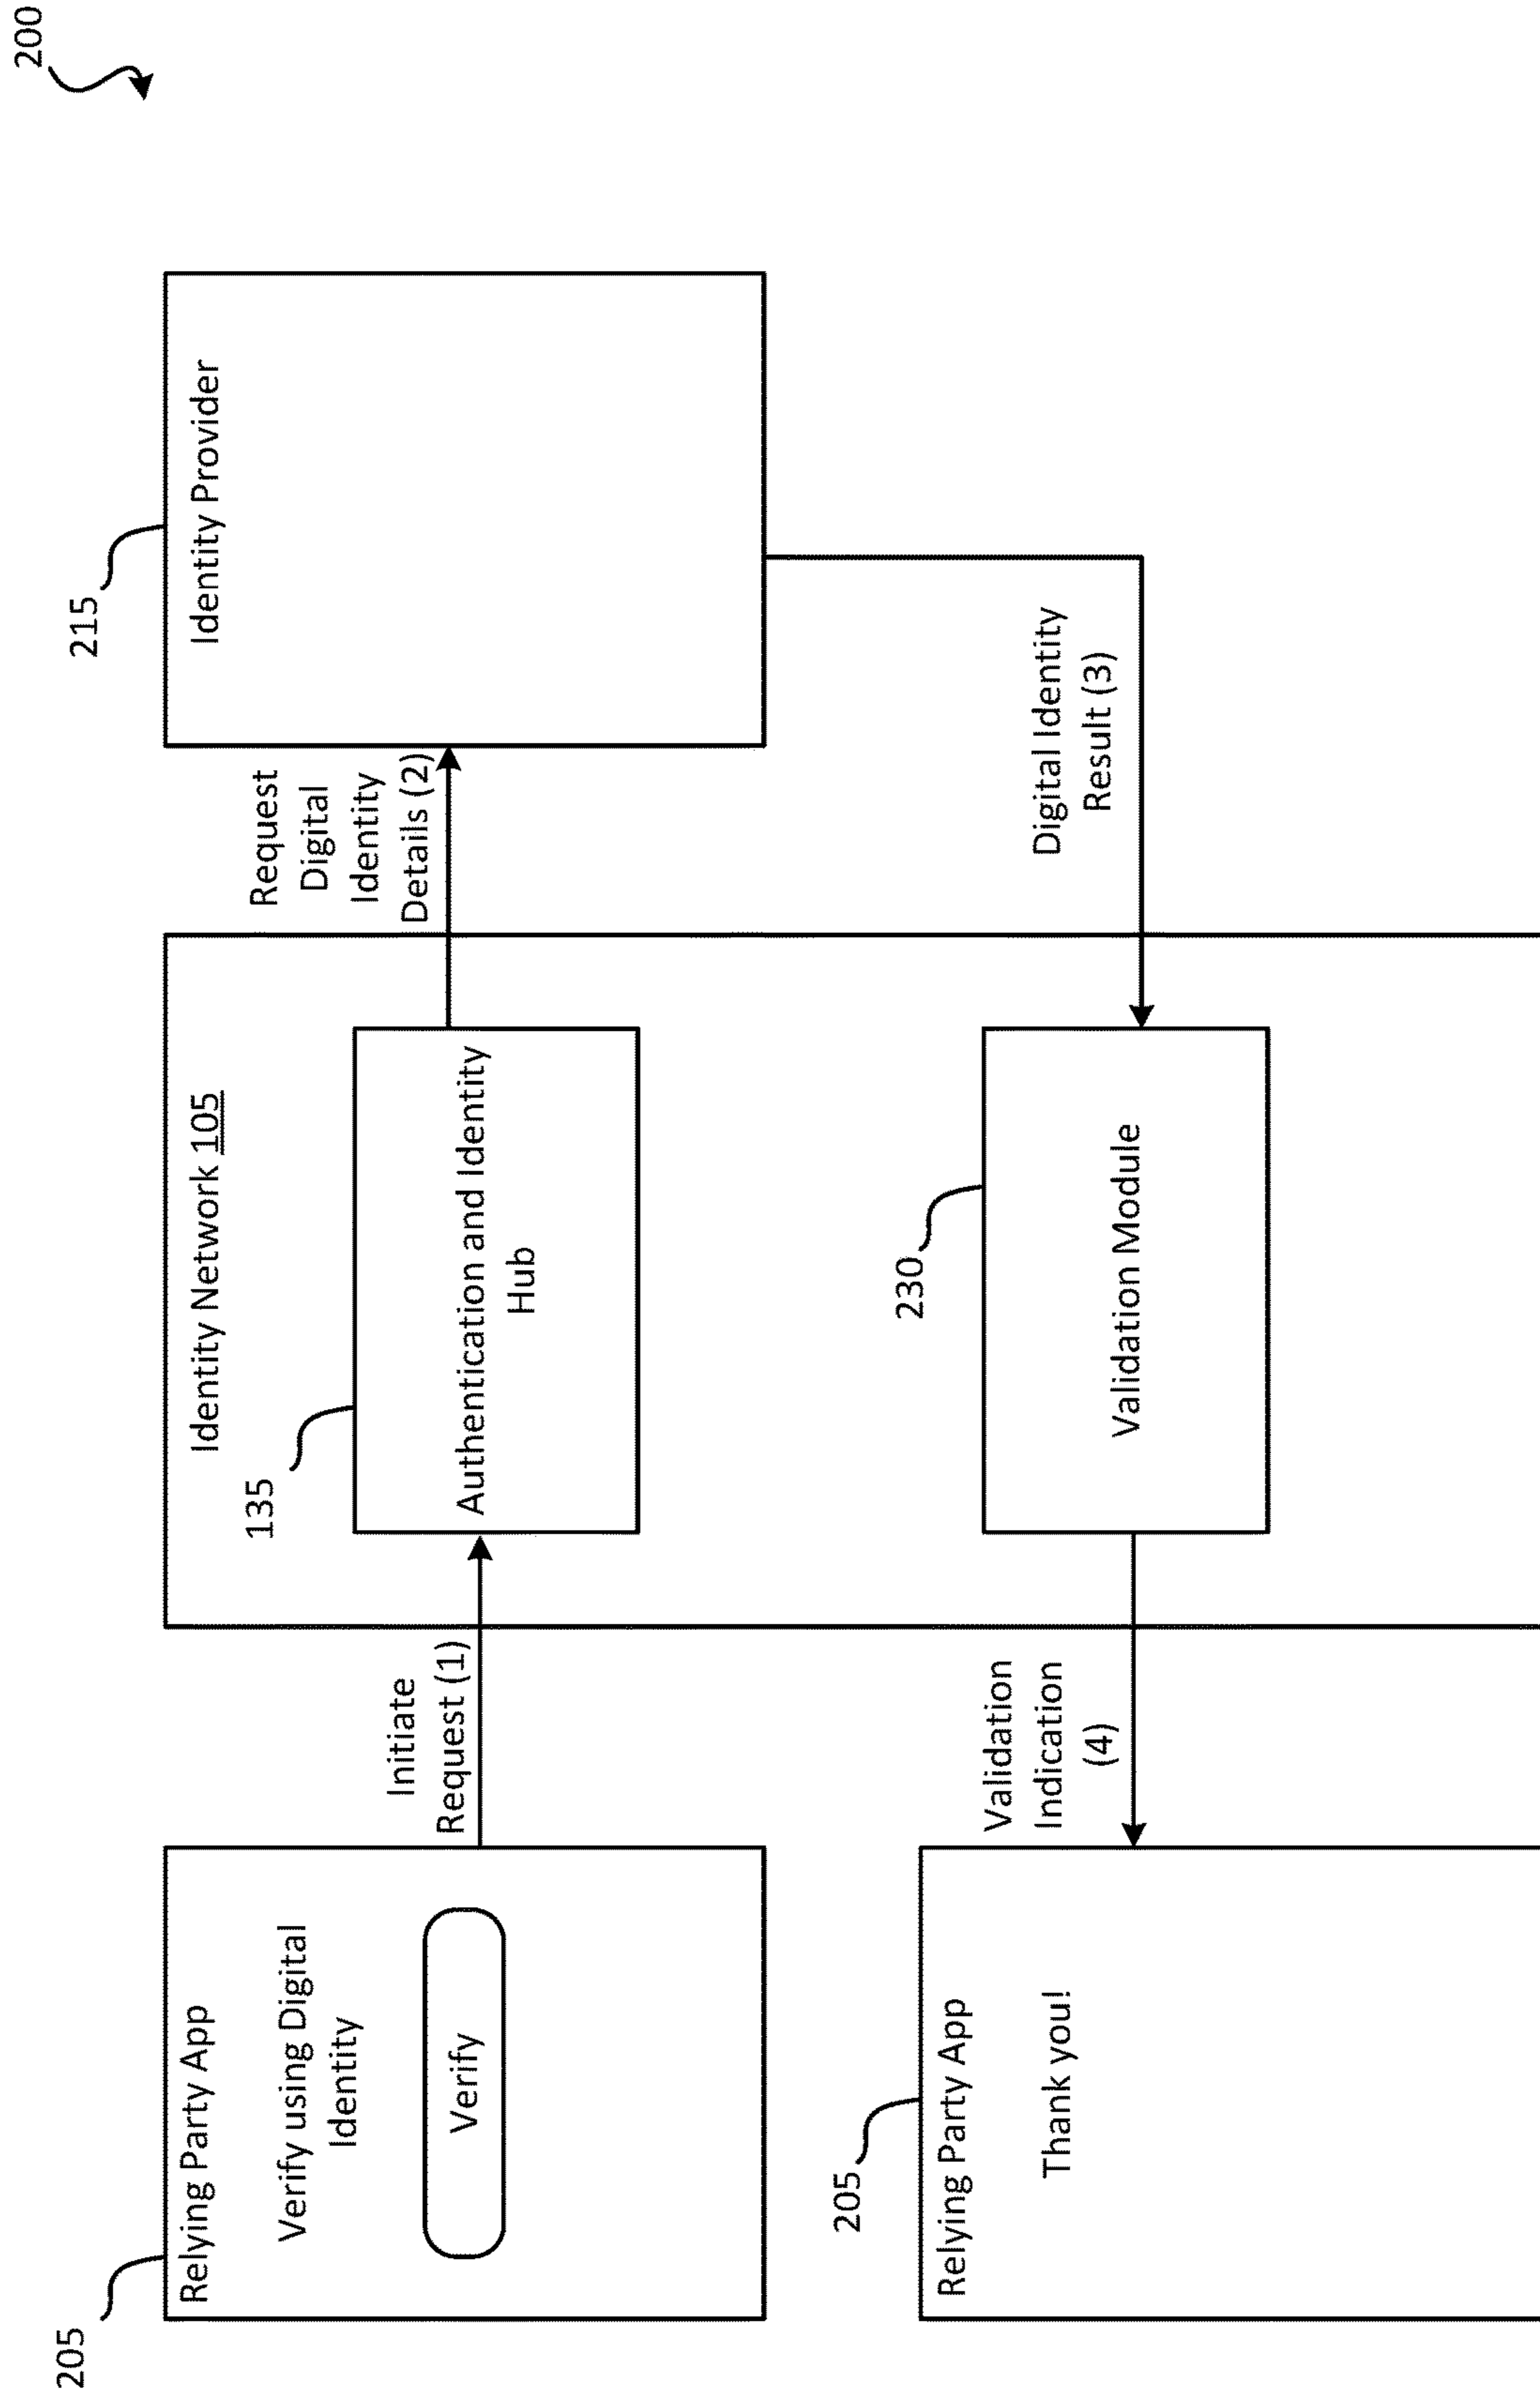 200
205
Relying Party App
Verify using Digital
Identity
Verify
Initiate
Request (1)
Identity Network 105
135
Authentication and Identity
Hub
Request
Digital
Identity
Details (2)
215
Identity Provider
205
Relying Party App
Thank you!
Validation
Indication
(4)
230
Validation Module
Digital Identity
Result (3)